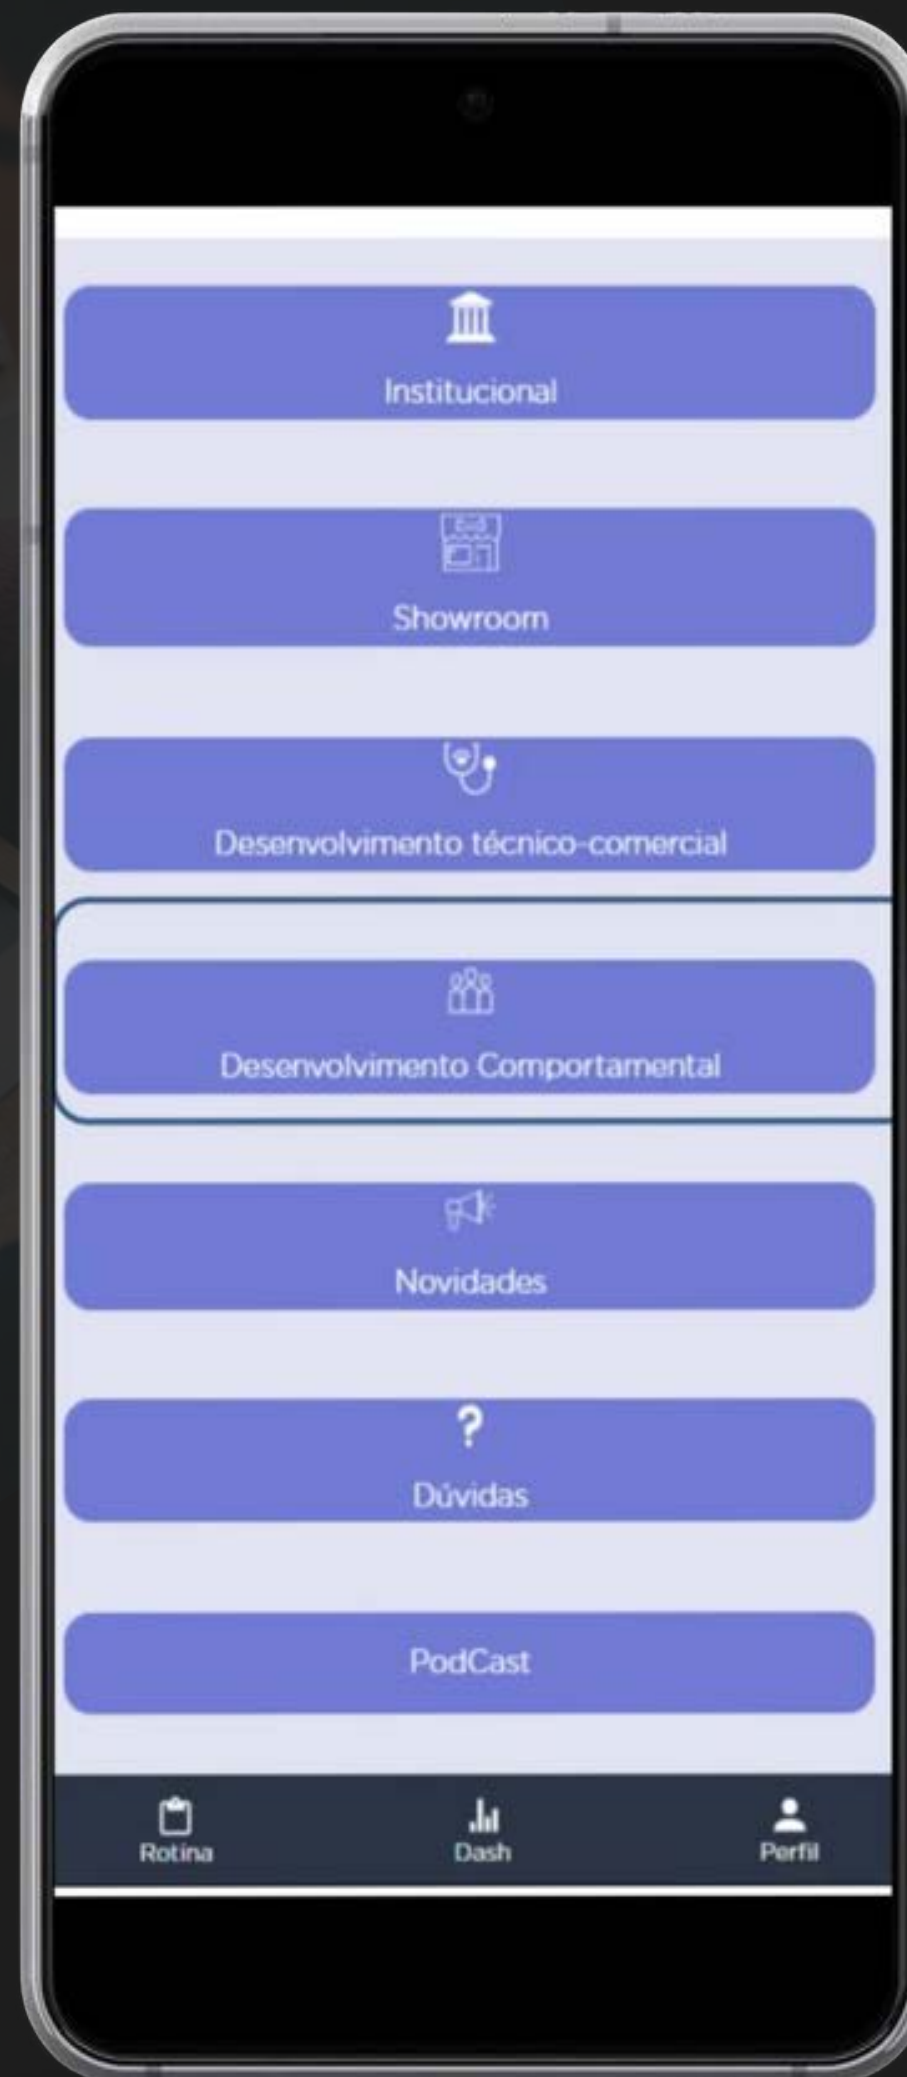 Institucional
Showroom
Desenvolvimento técnico-comercial
Desenvolvimento Comportamental
Novidades
?
Dúvidas
PodCast
Rotina
Dash
Perfil